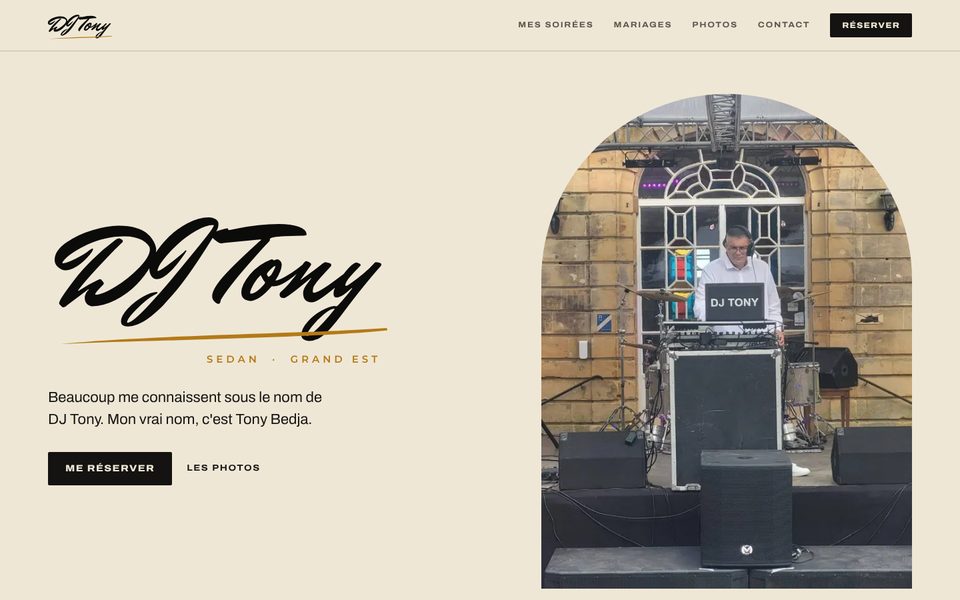 DJ Tony
MES SOIRÉES
MARIAGES
PHOTOS
CONTACT
RÉSERVER
DJ Tony
SEDAN · GRAND EST
Beaucoup me connaissent sous le nom de
DJ Tony. Mon vrai nom, c'est Tony Bedja.
ME RÉSERVER
LES PHOTOS
DJ TONY